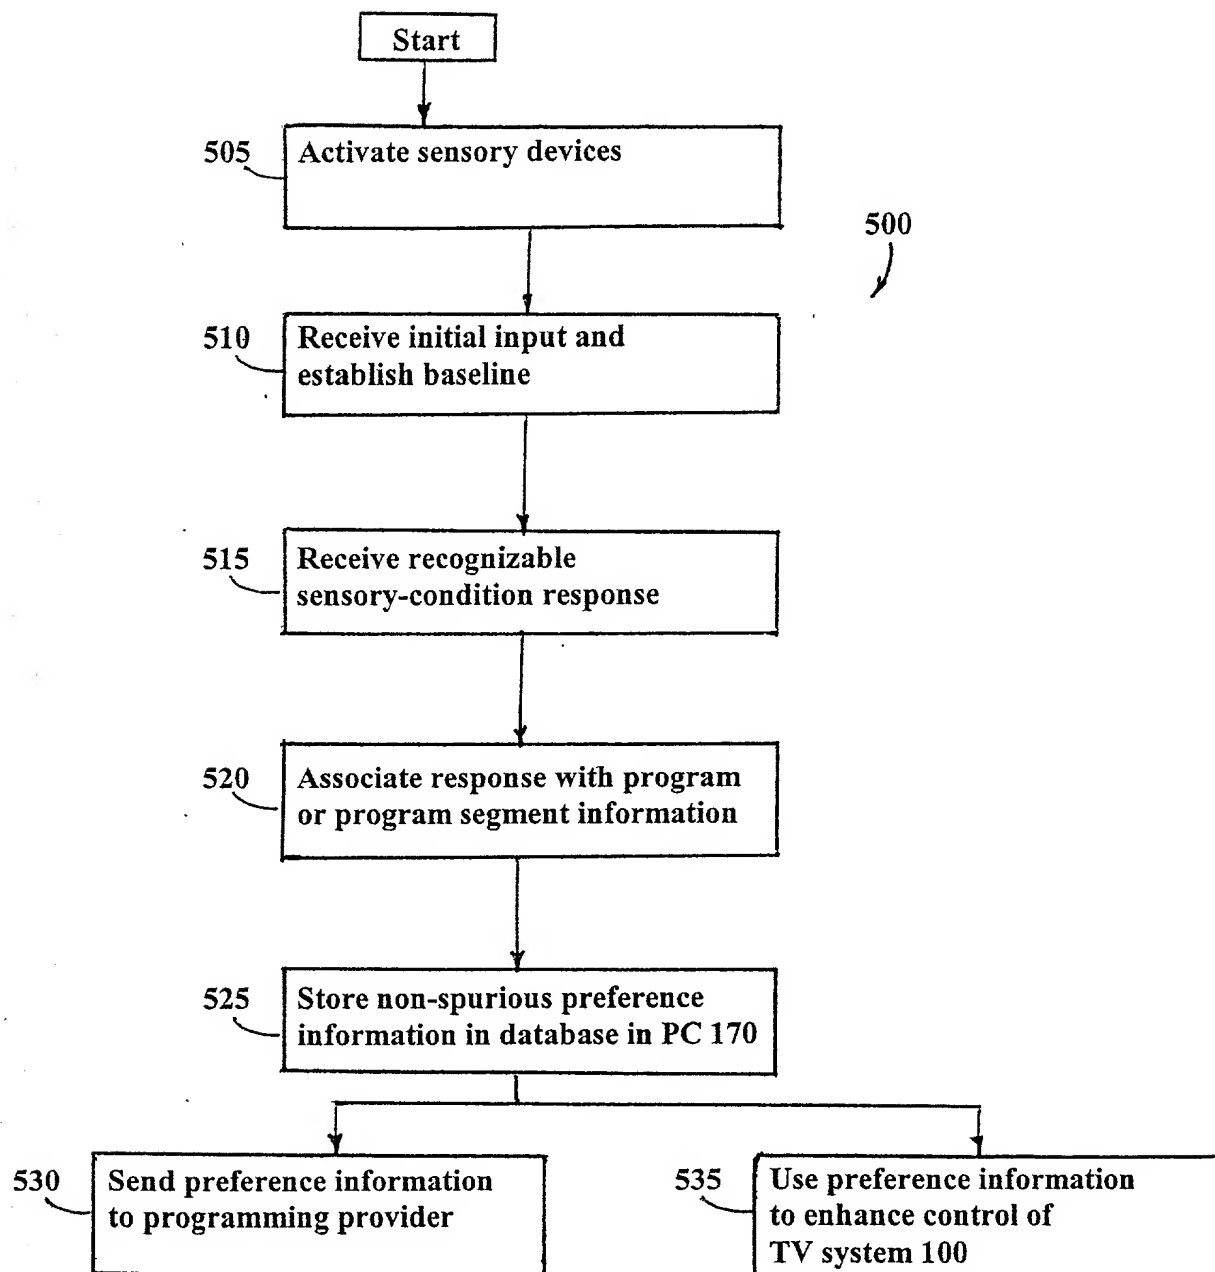 Start
505
Activate sensory devices
500
510
Receive initial input and
establish baseline
515
Receive recognizable
sensory-condition response
520
Associate response with program
or program segment information
525
Store non-spurious preference
information in database in PC 170
530
Send preference information
to programming provider
535
Use preference information
to enhance control of
TV system 100